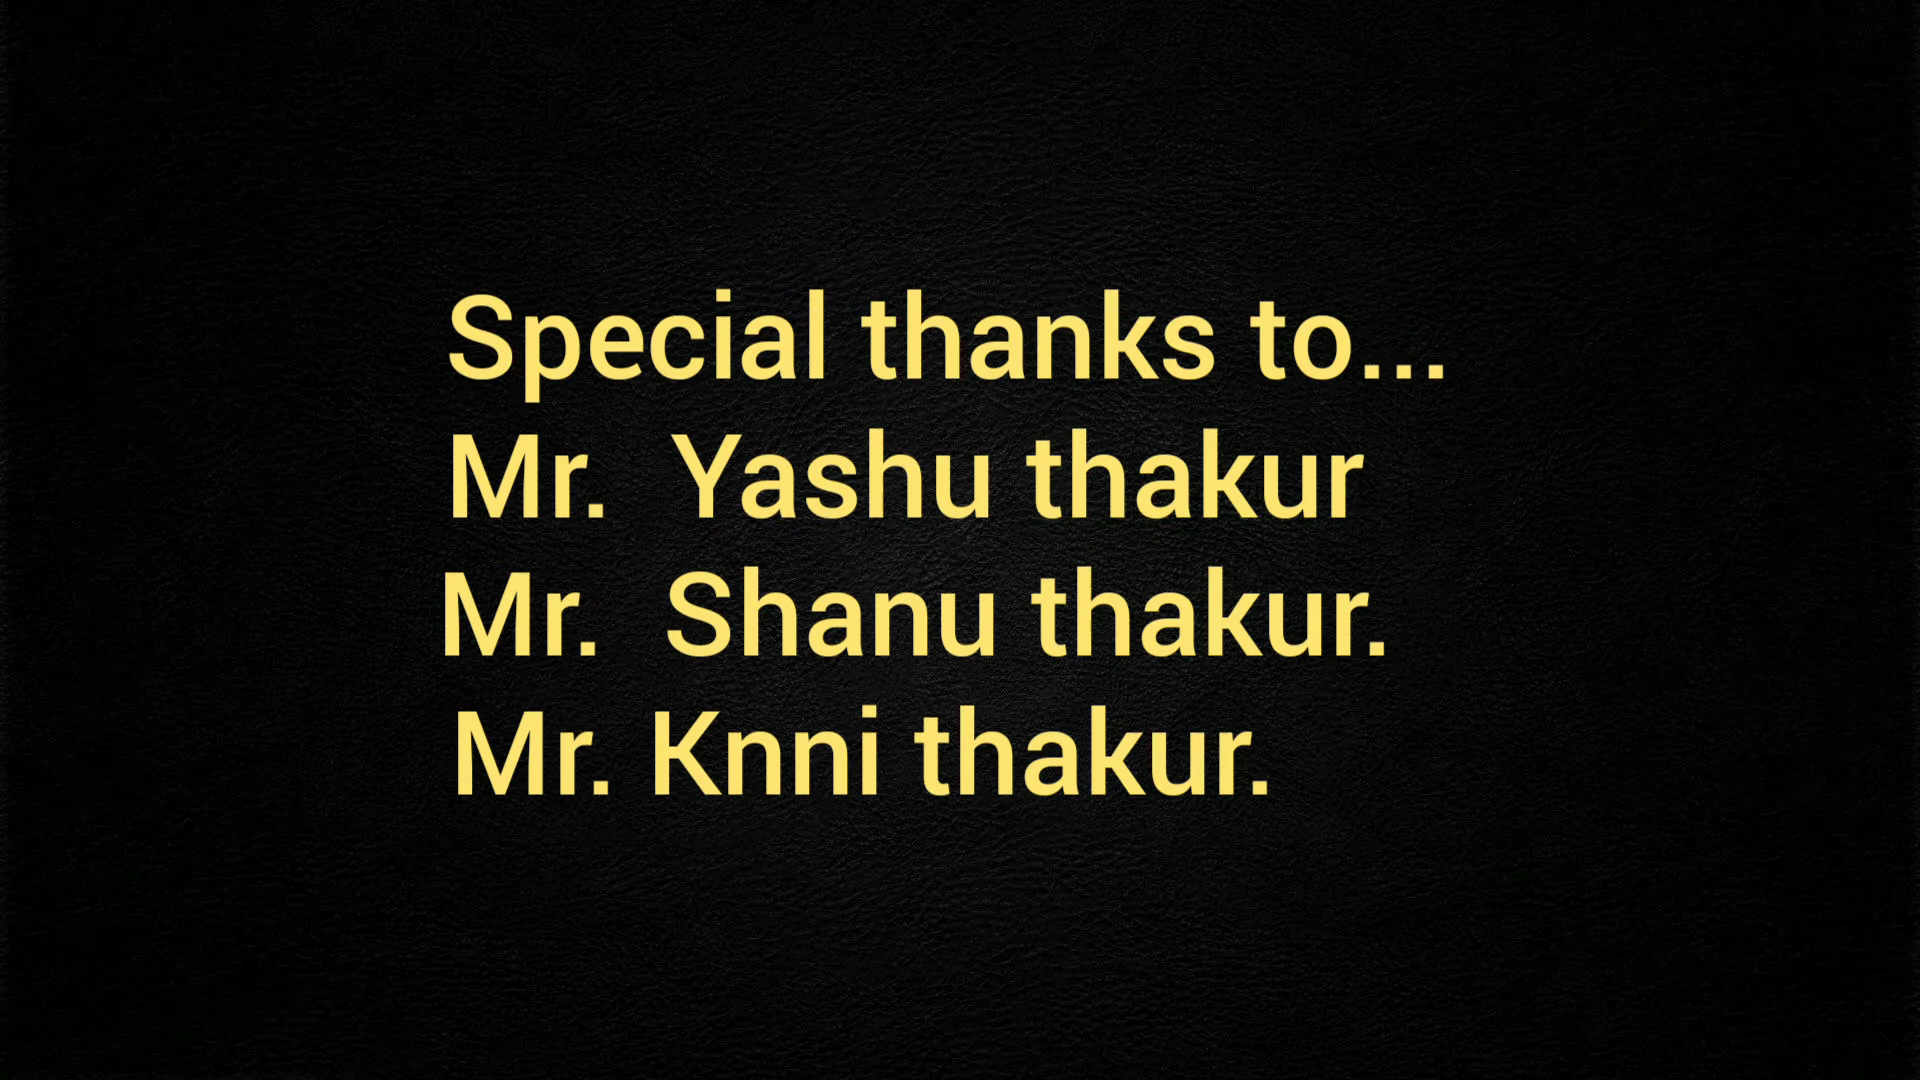 Special thanks to...
Mr.  Yashu thakur
Mr.  Shanu thakur.
Mr. Knni thakur.